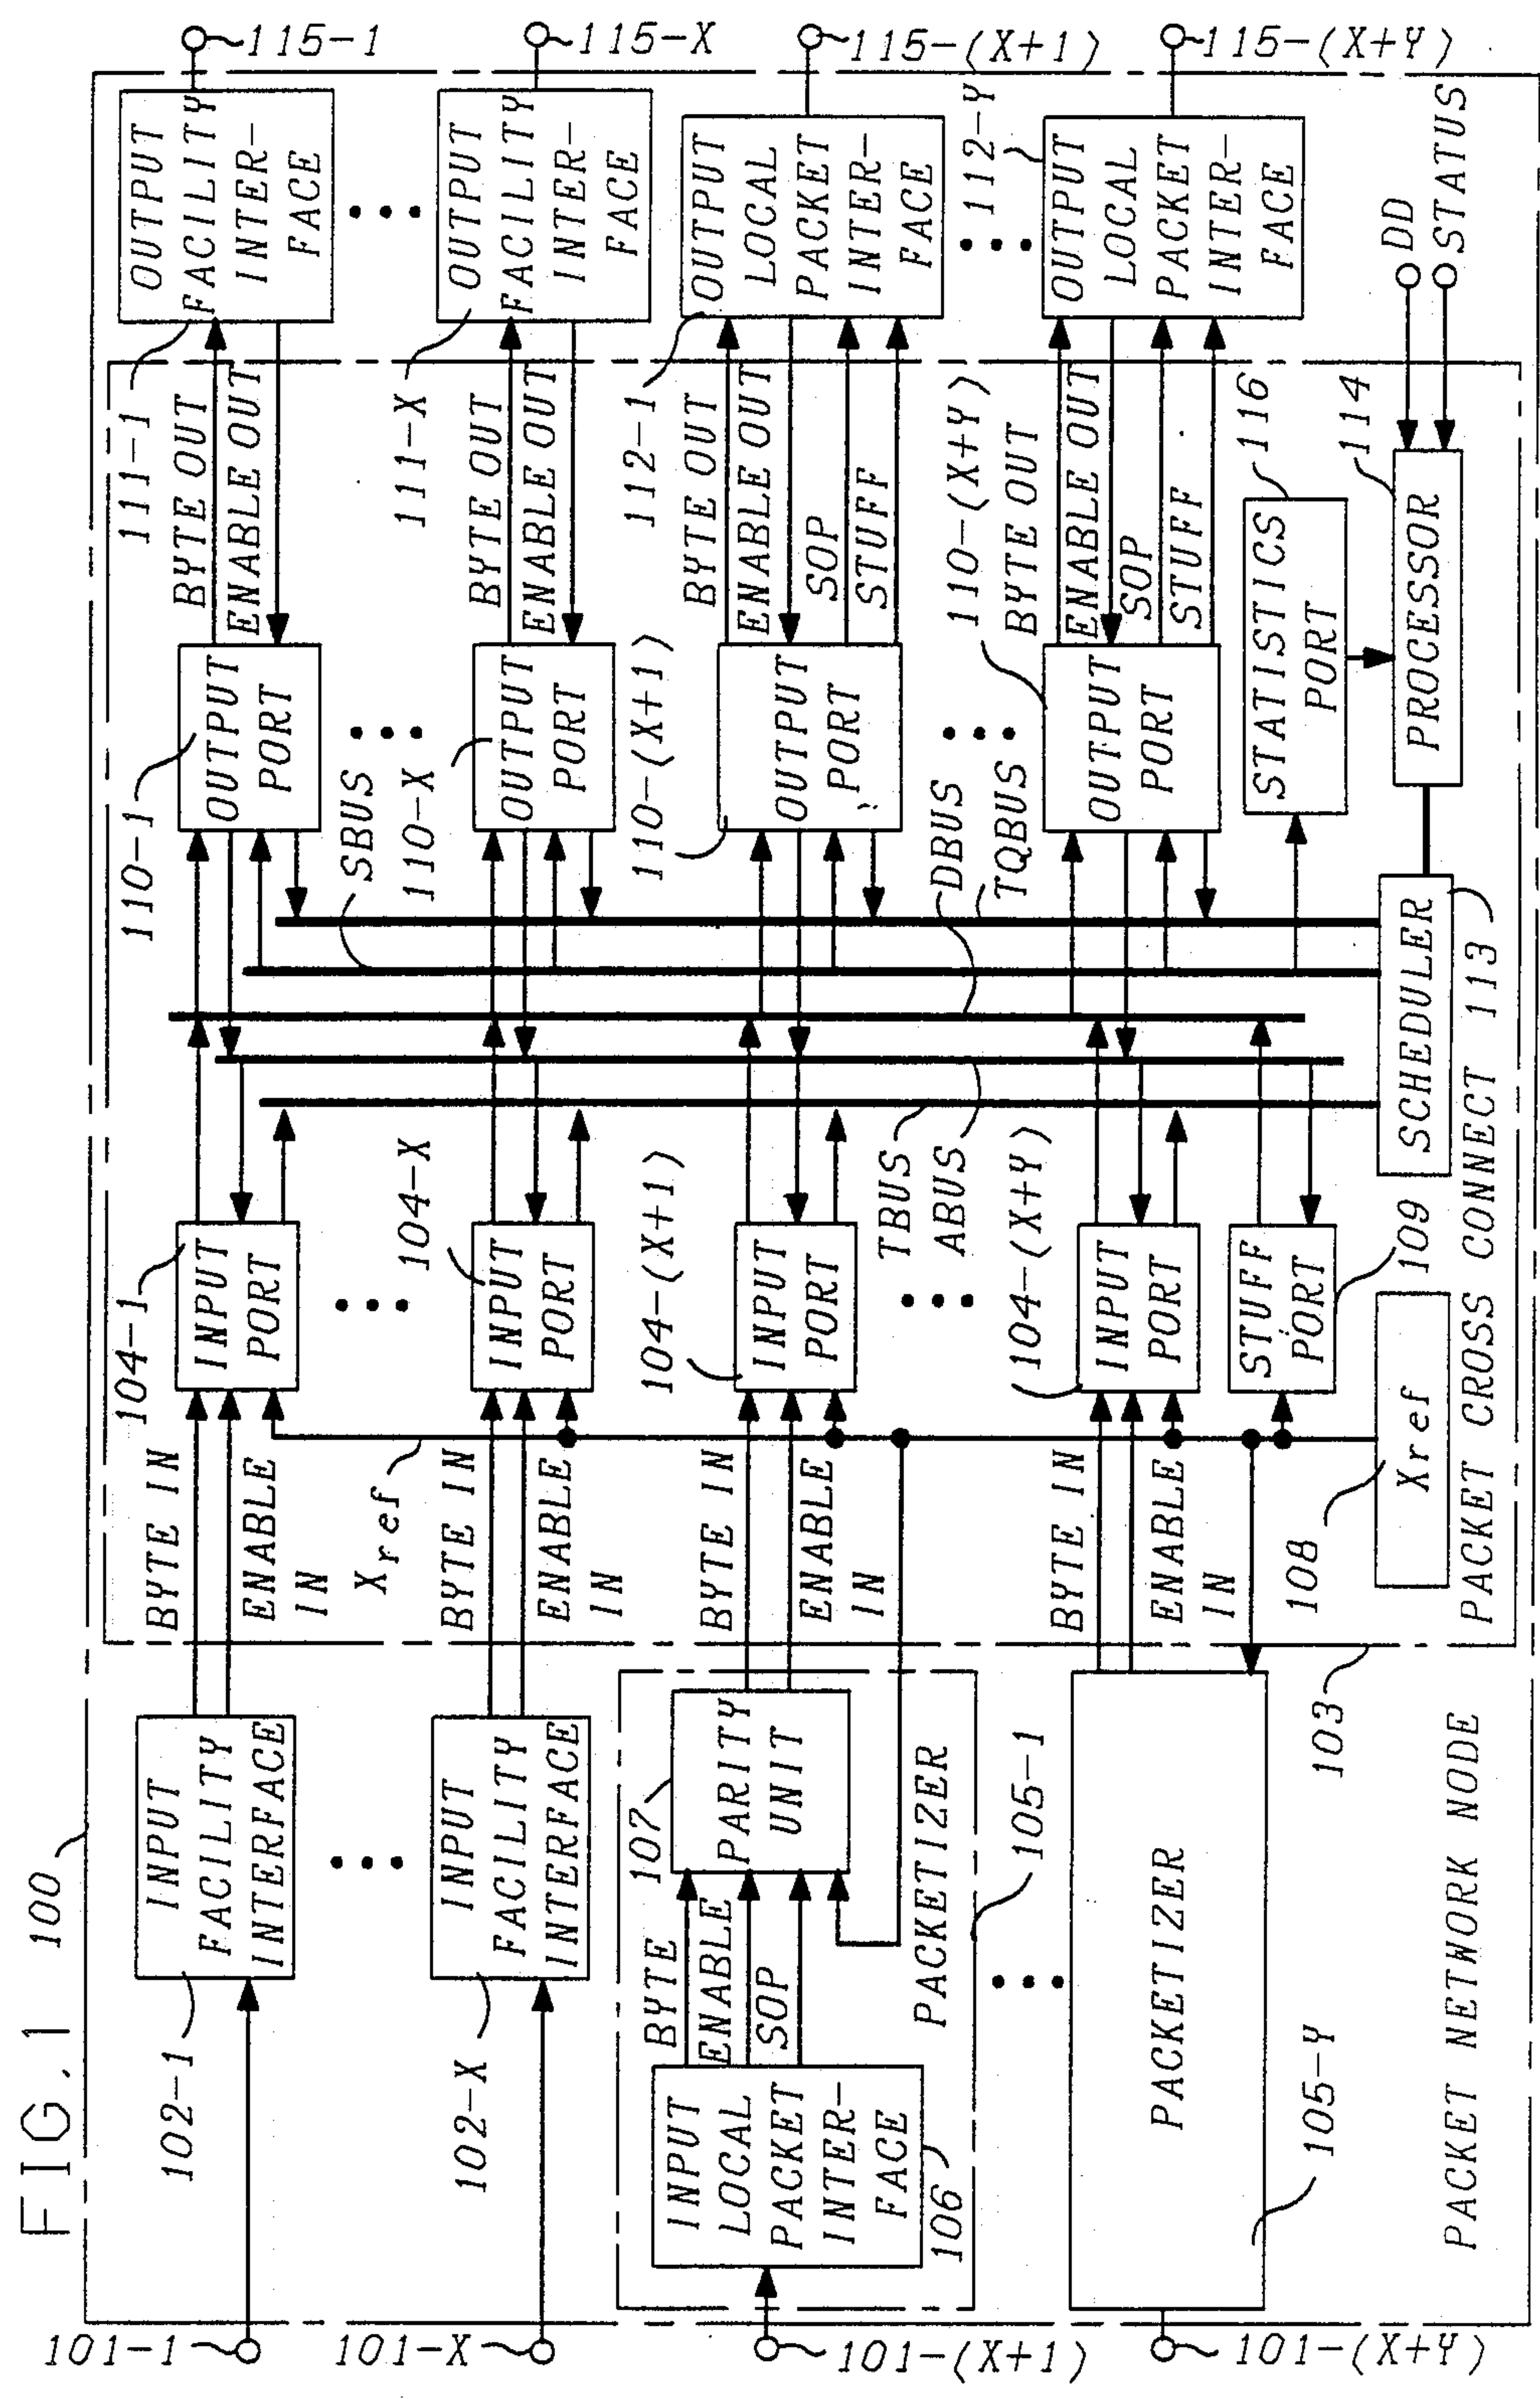 FIG. 1
100
101-1
102-1
INPUT
FACILITY
INTERFACE
BYTE IN
ENABLE
IN
104-1
INPUT
PORT
110-1
OUTPUT
PORT
BYTE OUT
ENABLE OUT
111-1
OUTPUT
FACILITY
INTER-
FACE
115-1
101-X
102-X
INPUT
FACILITY
INTERFACE
Xref
BYTE IN
ENABLE
IN
104-X
INPUT
PORT
SBUS
110-X
OUTPUT
PORT
BYTE OUT
ENABLE OUT
111-X
OUTPUT
FACILITY
INTER-
FACE
115-X
101-(X+1)
INPUT
LOCAL
PACKET
INTER-
FACE
106
BYTE
ENABLE
SOP
107
PARITY
UNIT
PACKETIZER
105-1
BYTE IN
ENABLE
IN
104-(X+1)
INPUT
PORT
TBUS
ABUS
110-(X+1)
OUTPUT
PORT
DBUS
TQBUS
BYTE OUT
ENABLE OUT
SOP
STUFF
112-1
OUTPUT
LOCAL
PACKET
INTER-
FACE
115-(X+1)
101-(X+Y)
PACKETIZER
105-Y
BYTE IN
ENABLE
IN
104-(X+Y)
INPUT
PORT
110-(X+Y)
OUTPUT
PORT
BYTE OUT
ENABLE OUT
SOP
STUFF
112-Y
OUTPUT
LOCAL
PACKET
INTER-
FACE
115-(X+Y)
STUFF
PORT
109
STATISTICS
PORT
116
108
Xref
SCHEDULER
PROCESSOR
114
DD
STATUS
103
PACKET CROSS CONNECT 113
PACKET NETWORK NODE